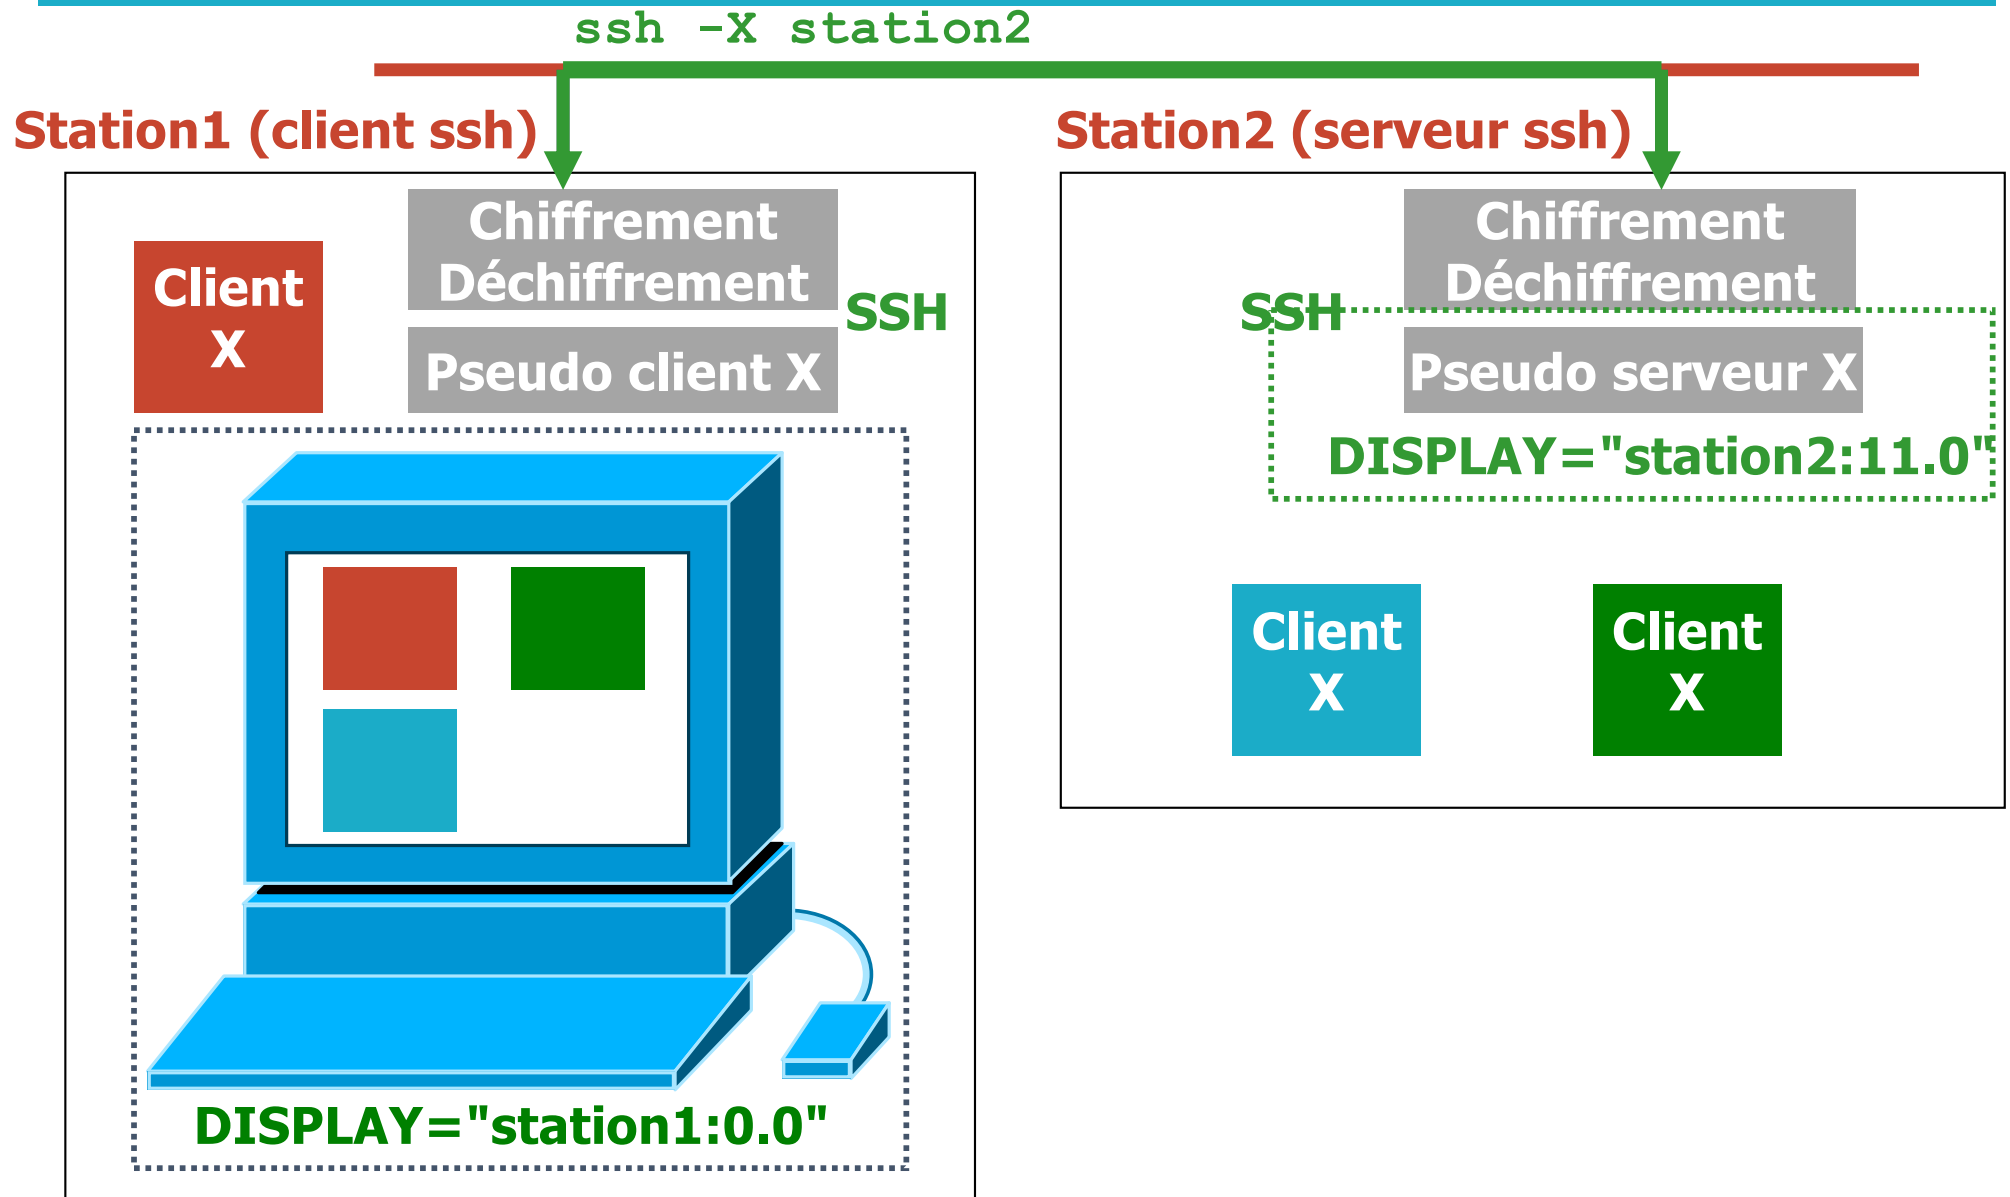 ssh -X station2
Station1 (client ssh)
Chiffrement
Déchiffrement
Client
X
SSH
Pseudo client X
DISPLAY="station1:0.0"
Station2 (serveur ssh)
Chiffrement
Déchiffrement
SSH
Pseudo serveur X
DISPLAY="station2:11.0"
Client
X
Client
X